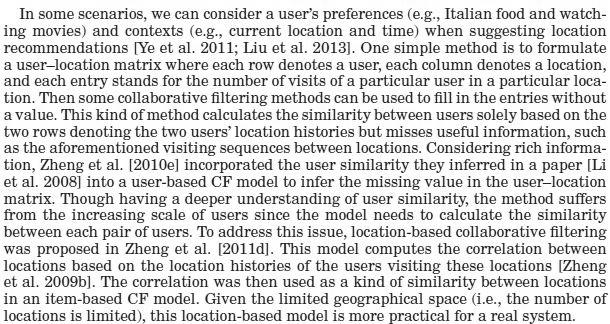 In some scenarios, we can consider a user's preferences (e.g., Italian food and watch-
ing movies) and contexts (e.g., current location and time) when suggesting location
recommendations [Ye et al. 2011; Liu et al. 2013]. One simple method is to formulate
a user–location matrix where each row denotes a user, each column denotes a location,
and each entry stands for the number of visits of a particular user in a particular loca-
tion. Then some collaborative filtering methods can be used to fill in the entries without
a value. This kind of method calculates the similarity between users solely based on the
two rows denoting the two users' location histories but misses useful information, such
as the aforementioned visiting sequences between locations. Considering rich informa-
tion, Zheng et al. [2010e] incorporated the user similarity they inferred in a paper [Li
et al. 2008] into a user-based CF model to infer the missing value in the user–location
matrix. Though having a deeper understanding of user similarity, the method suffers
from the increasing scale of users since the model needs to calculate the similarity
between each pair of users. To address this issue, location-based collaborative filtering
was proposed in Zheng et al. [2011d]. This model computes the correlation between
locations based on the location histories of the users visiting these locations [Zheng
et al. 2009b]. The correlation was then used as a kind of similarity between locations
in an item-based CF model. Given the limited geographical space (i.e., the number of
locations is limited), this location-based model is more practical for a real system.